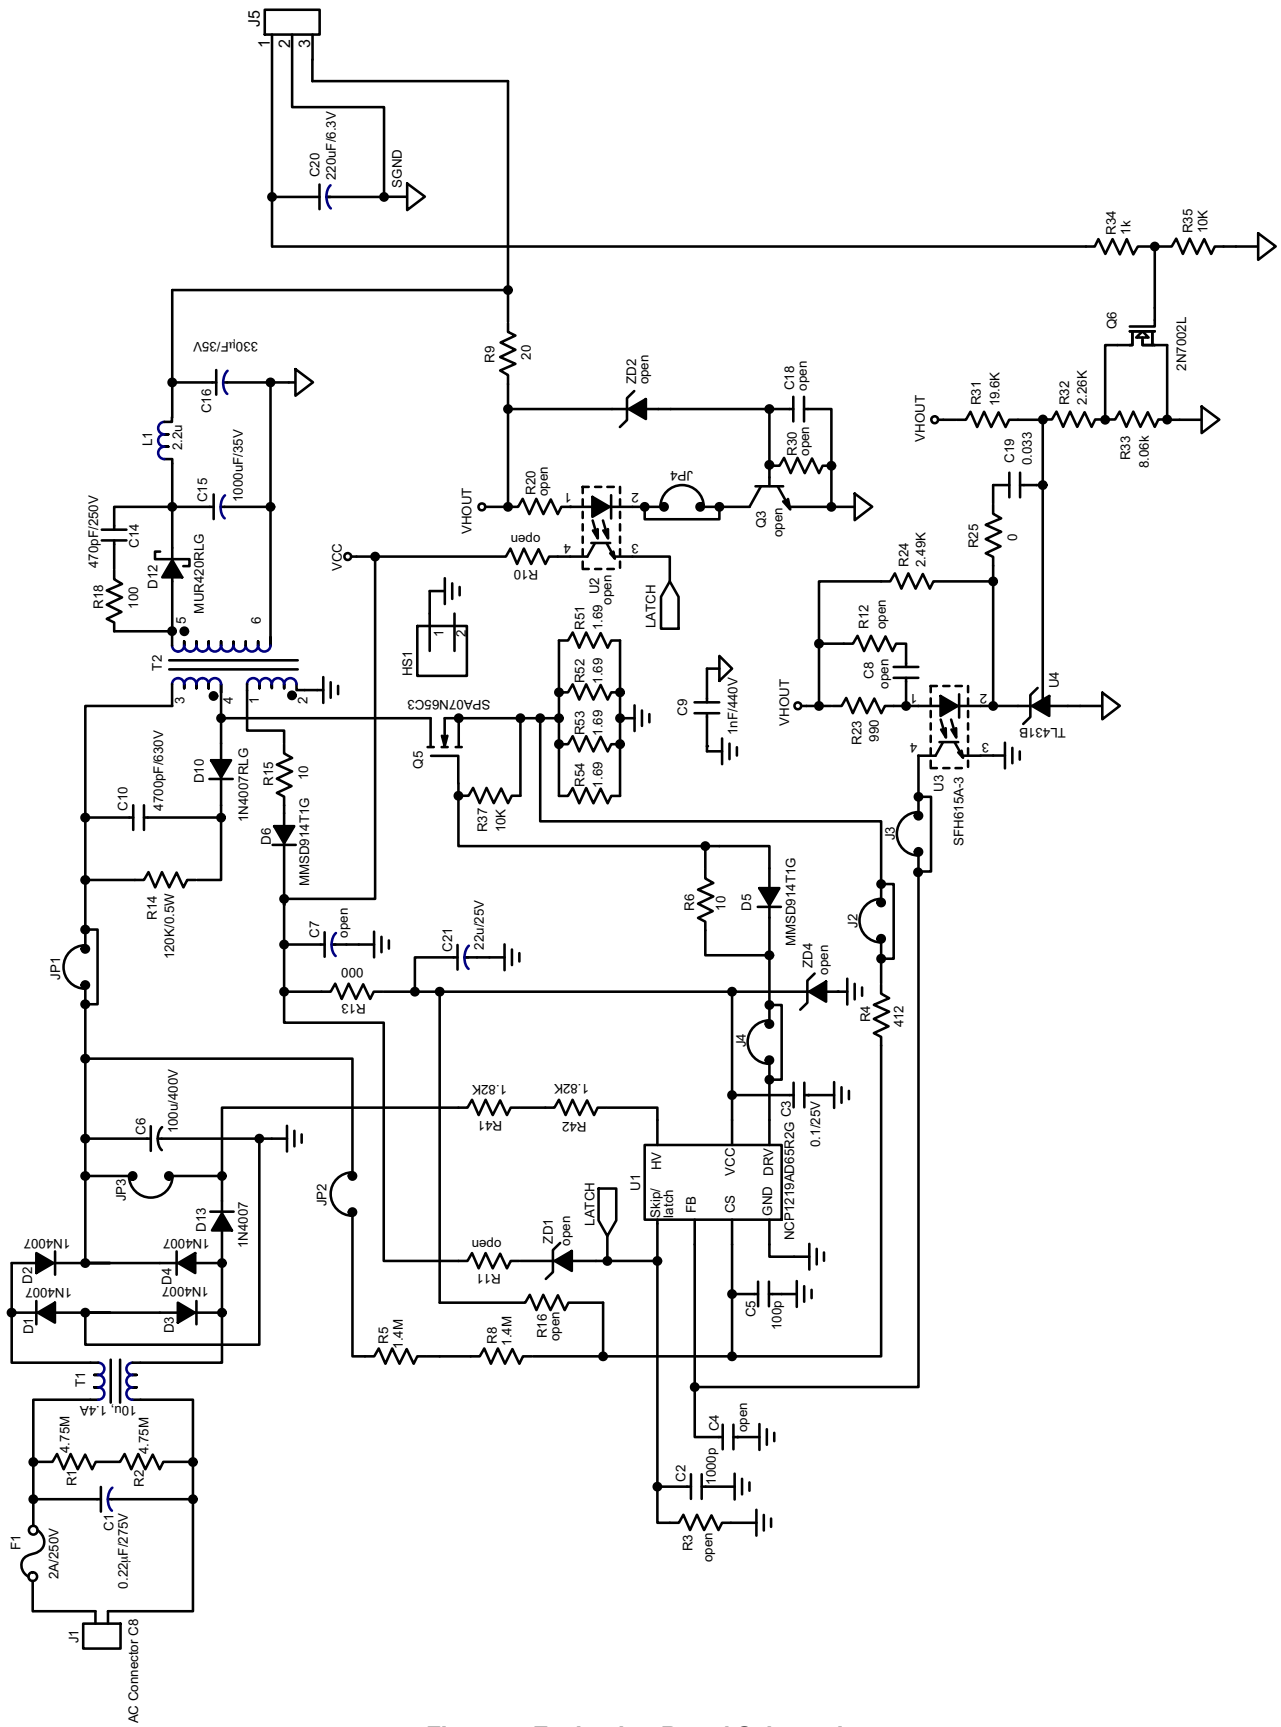 J1
AC Connector C8
F1
2A/250V
C1
0.22µF/275V
R1
4.75M
R2
4.75M
T1
10u, 1.4A
D1
1N4007
D2
1N4007
D3
1N4007
D4
1N4007
D13
1N4007
JP3
C6
100u/400V
JP1
R14
120K/0.5W
C10
4700pF/630V
D10
1N4007RLG
D6
MMSD914T1G
R15
10
T2
3
4
1
2
5
6
R18
100
C14
470pF/250V
D12
MUR420RLG
C15
1000uF/35V
L1
2.2u
C16
330µF/35V
J5
1
2
3
C20
220uF/6.3V
SGND
JP2
R5
1.4M
R8
1.4M
R16
open
R11
open
ZD1
open
LATCH
R13
000
C7
open
C21
22u/25V
R41
1.82K
R42
1.82K
U1
Skip/
latch
FB
CS
GND
HV
VCC
DRV
NCP1219AD65R2G
R3
open
C2
1000p
C4
open
C5
100p
C3
0.1/25V
J4
ZD4
open
R6
10
D5
MMSD914T1G
R4
412
J2
J3
Q5
SPA07N65C3
R37
10K
R54
1.69
R53
1.69
R52
1.69
R51
1.69
HS1
1
2
C9
1nF/440V
VCC
R10
open
U2
open
4
3
1
2
LATCH
VHOUT
R20
open
R9
20
JP4
ZD2
open
Q3
open
R30
open
C18
open
VHOUT
R23
990
C8
open
R12
open
R24
2.49K
U3
SFH615A-3
4
3
1
2
U4
TL431B
R25
0
C19
0.033
VHOUT
R31
19.6K
R32
2.26K
R33
8.06k
Q6
2N7002L
R34
1k
R35
10K